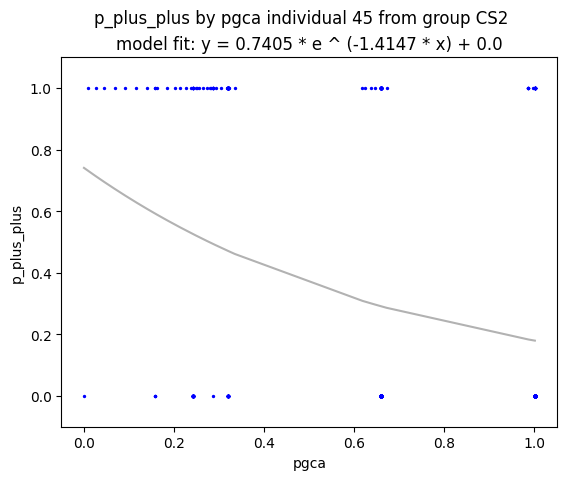 p_plus_plus by pgca individual 45 from group CS2
model fit: y = 0.7405 * e ^ (-1.4147 * x) + 0.0
p_plus_plus
1.0
0.8
0.6
0.4
0.2
0.0
0.0 0.2 0.4 0.6 0.8 1.0
pgca